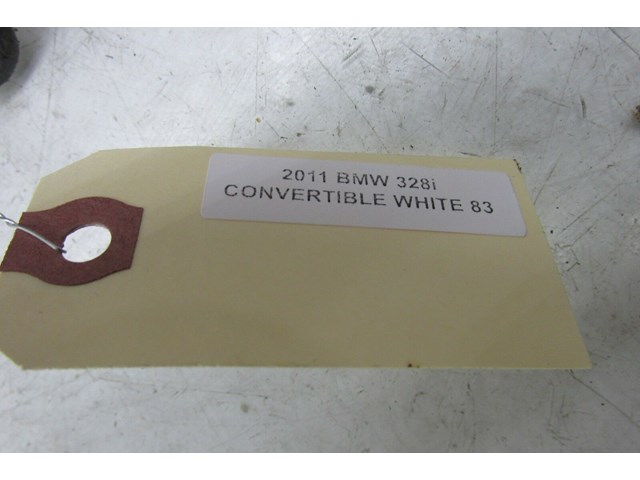 2011 BMW 328i
CONVERTIBLE WHITE 83